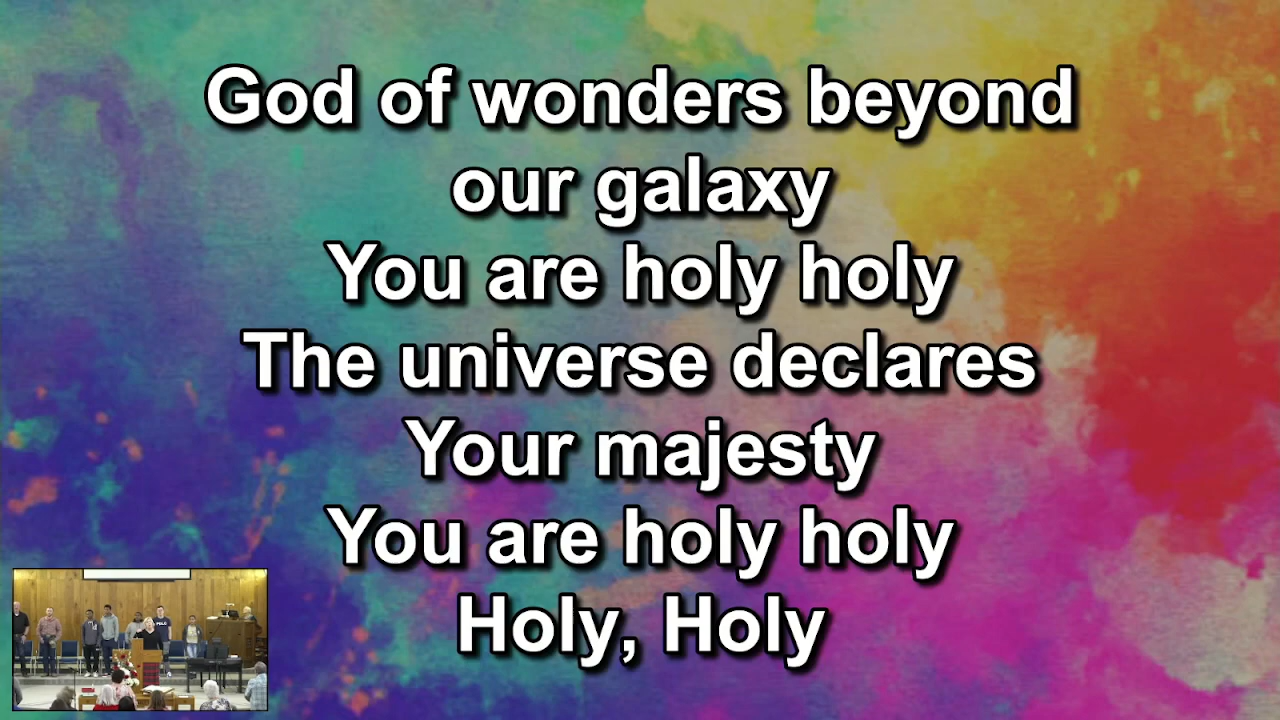 God of wonders beyond
our galaxy
You are holy holy
The universe declares
Your majesty
You are holy holy
Holy, Holy